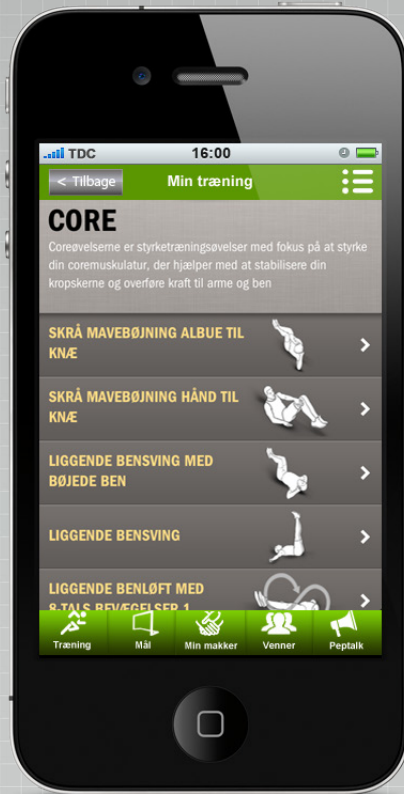 TDC 16:00
< Tilbage Min træning
CORE
Coreøvelserne er styrketræningsøvelser med fokus på at styrke
din coremuskulatur, der hjælper med at stabilisere din
kropskerne og overføre kraft til arme og ben
SKRÅ MAVEBØJNING ALBUE TIL
KNÆ
SKRÅ MAVEBØJNING HÅND TIL
KNÆ
LIGGENDE BENSVING MED
BØJEDE BEN
LIGGENDE BENSVING
LIGGENDE BENLØFT MED
8-TALS BEVÆGELSER 1
Træning Mål Min makker Venner Peptalk